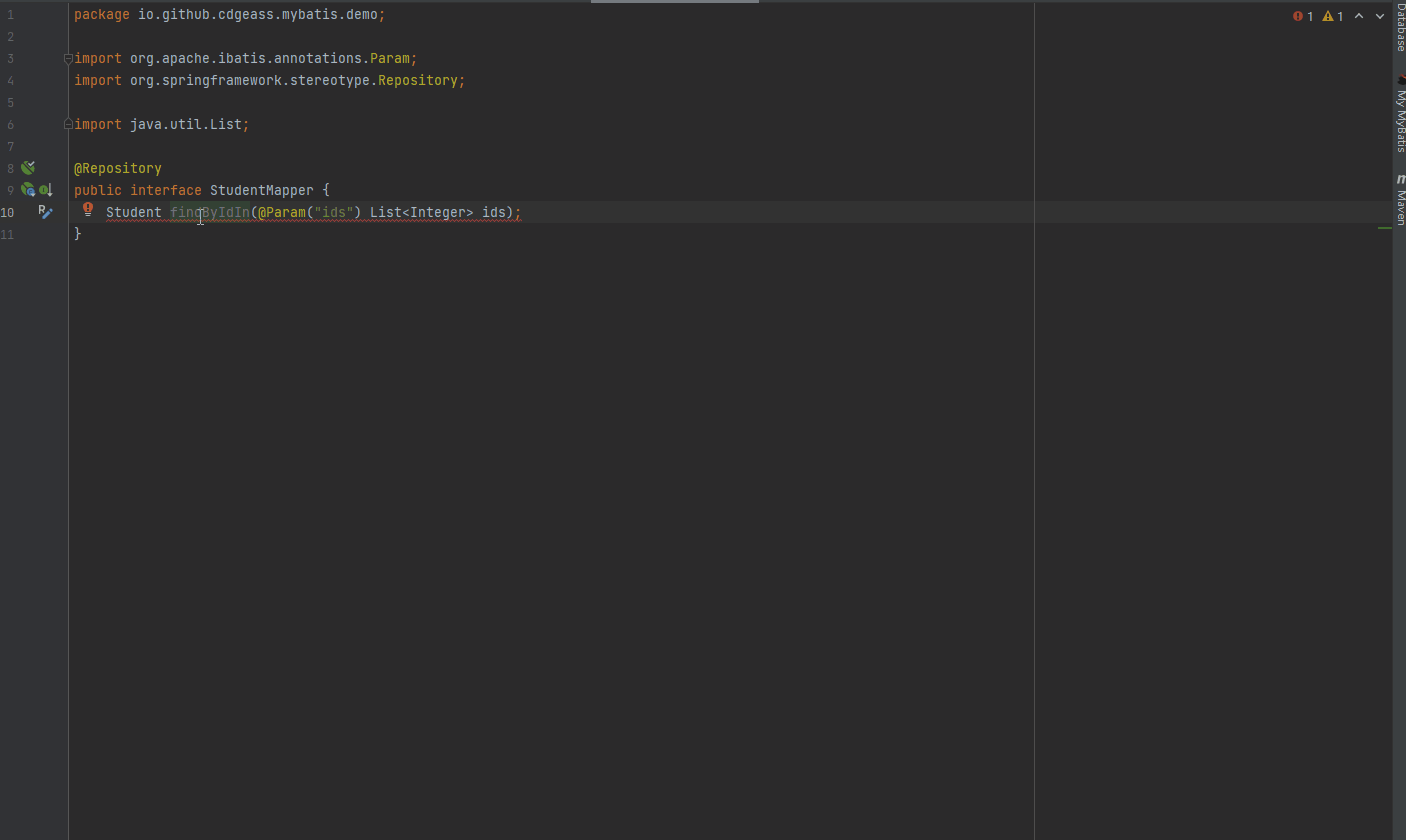 1 package io.github.cdgeass.mybatis.demo;
2
3 import org.apache.ibatis.annotations.Param;
4 import org.springframework.stereotype.Repository;
5
6 import java.util.List;
7
8 @Repository
9 public interface StudentMapper {
10 Student findByIdIn(@Param("ids") List<Integer> ids);
11 }
1 1
Database
My MyBatis
m Maven